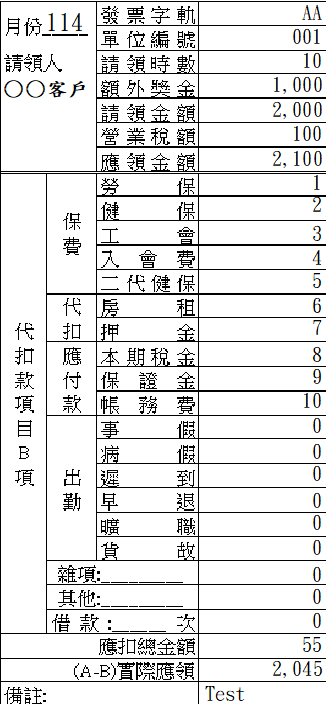 月份114 發票字軌 AA
單位編號 001
請領人 請領時數 10
〇〇客戶 額外獎金 1,000
請領金額 2,000
營業稅額 100
應領金額 2,100
代扣款項目B項
保費
勞保 1
健保 2
工會 3
入會費 4
二代健保 5
代扣應付款
房租 6
押金 7
本期稅金 8
保證金 9
帳務費 10
出勤
事假 0
病假 0
遲到 0
早退 0
曠職 0
貨故 0
雜項:_________ 0
其他:_________ 0
借款:______次 0
應扣總金額 55
(A-B)實際應領 2,045
備註: Test